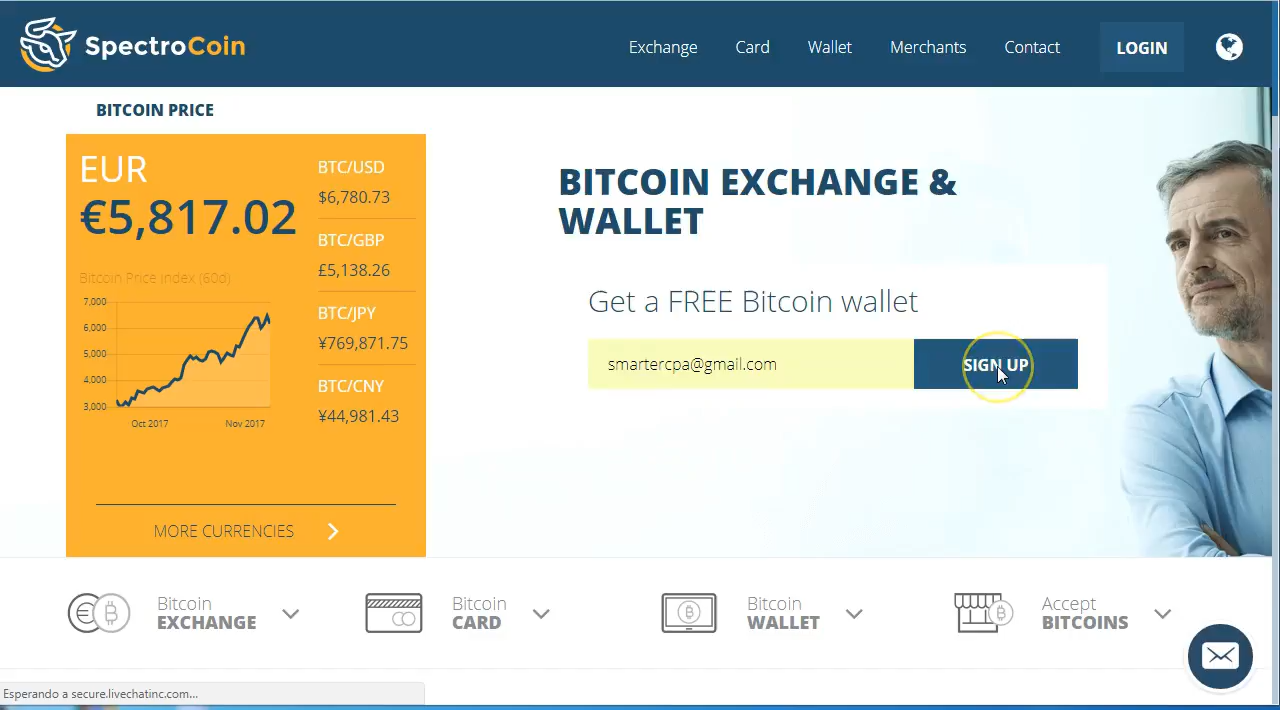 SpectroCoin
Exchange
Card
Wallet
Merchants
Contact
LOGIN
BITCOIN PRICE
EUR
€5,817.02
Bitcoin Price Index (60d)
7,000
6,000
5,000
4,000
3,000
Oct 2017
Nov 2017
BTC/USD
$6,780.73
BTC/GBP
£5,138.26
BTC/JPY
¥769,871.75
BTC/CNY
¥44,981.43
MORE CURRENCIES
BITCOIN EXCHANGE &
WALLET
Get a FREE Bitcoin wallet
smartercpa@gmail.com
SIGN UP
Bitcoin
EXCHANGE
Bitcoin
CARD
Bitcoin
WALLET
Accept
BITCOINS
Esperando a secure.livechatinc.com...